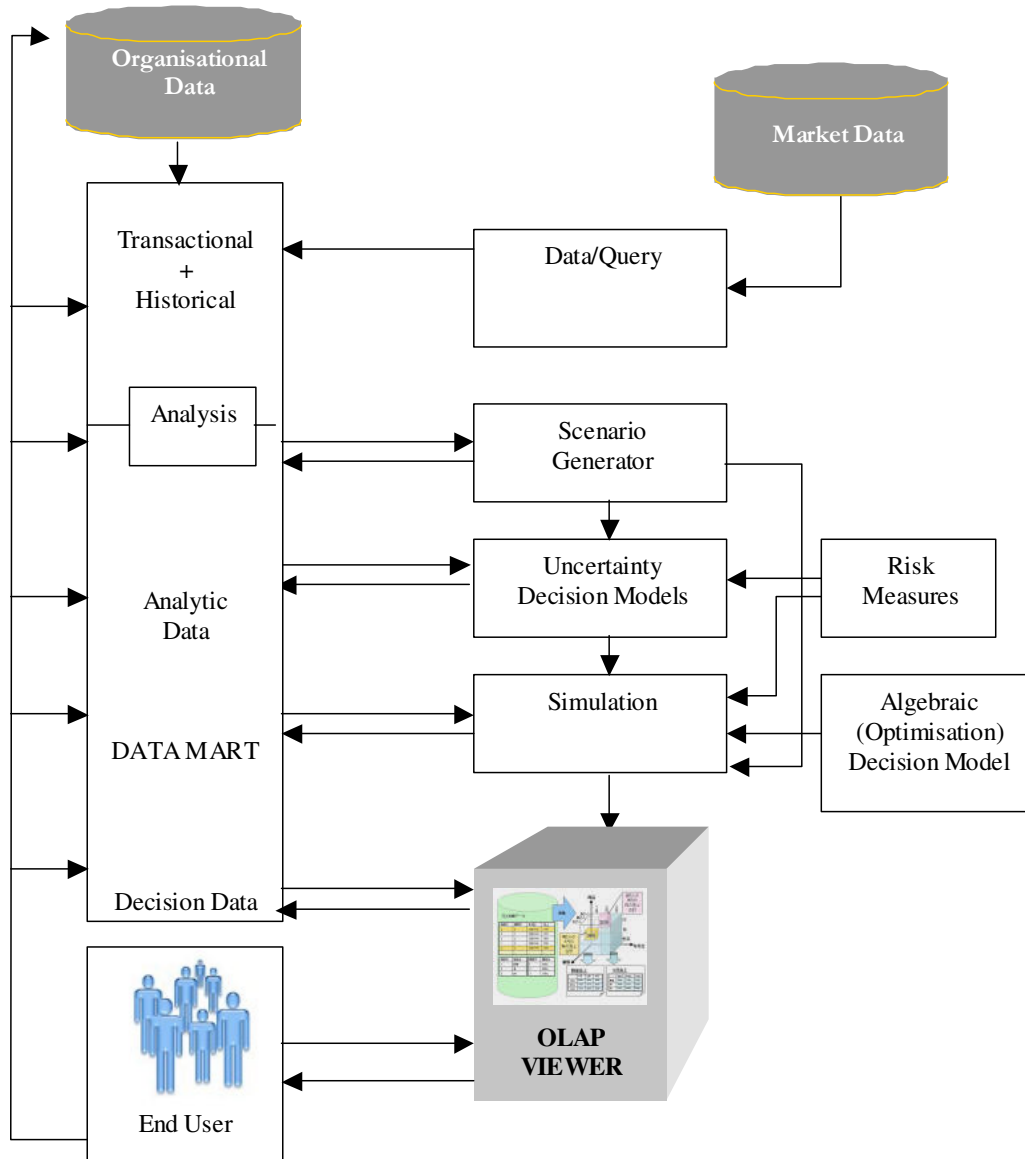 Organisational
Data
Market Data
Transactional
+
Historical
Data/Query
Analysis
Scenario
Generator
Uncertainty
Decision Models
Risk
Measures
Analytic
Data
Simulation
Algebraic
(Optimisation)
Decision Model
DATA MART
Decision Data
OLAP
VIEWER
End User